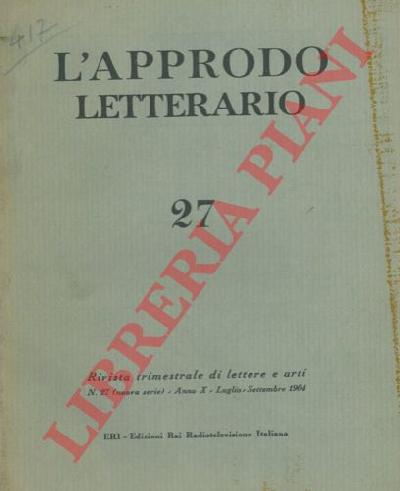 417
L'APPRODO
LETTERARIO
27
LIBRERIA PIANI
Rivista trimestrale di lettere e arti
N. 27 (nuova serie) - Anno X - Luglio-Settembre 1964
ERI - Edizioni Rai Radiotelevisione Italiana